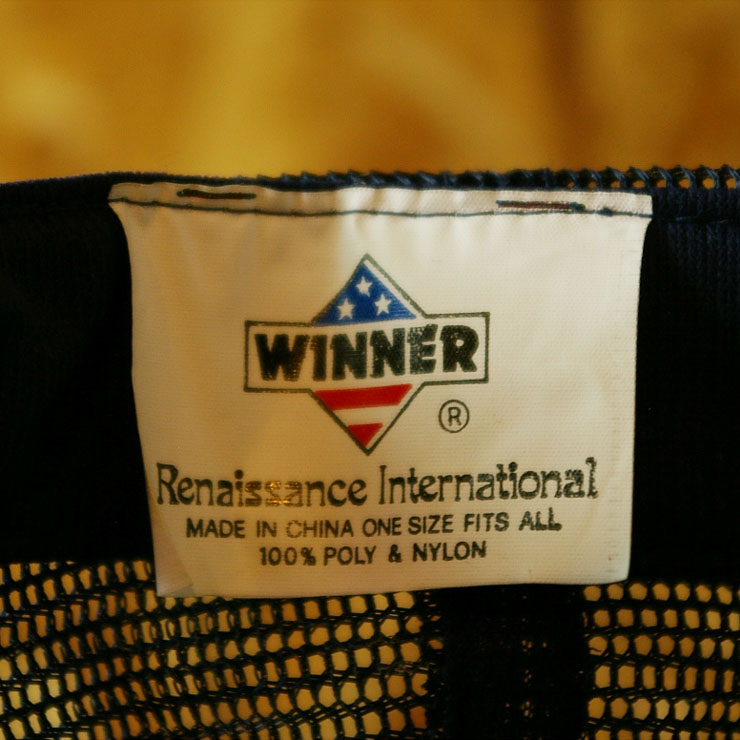 WINNER
®
Renaissance International
MADE IN CHINA ONE SIZE FITS ALL
100% POLY & NYLON